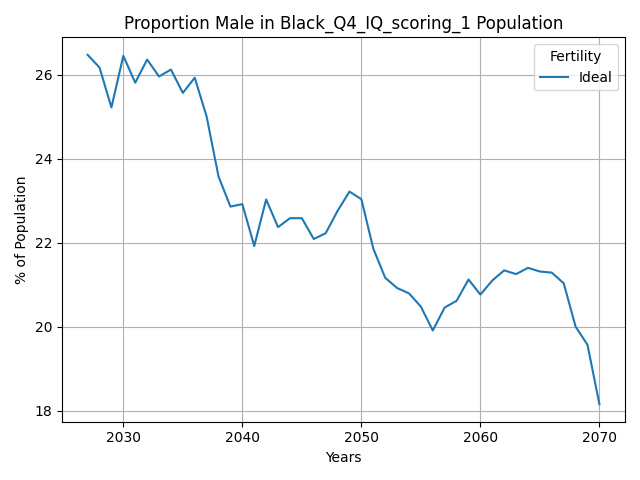 Proportion Male in Black_Q4_IQ_scoring_1 Population
Fertility
Ideal
% of Population
26
24
22
20
18
2030 2040 2050 2060 2070
Years